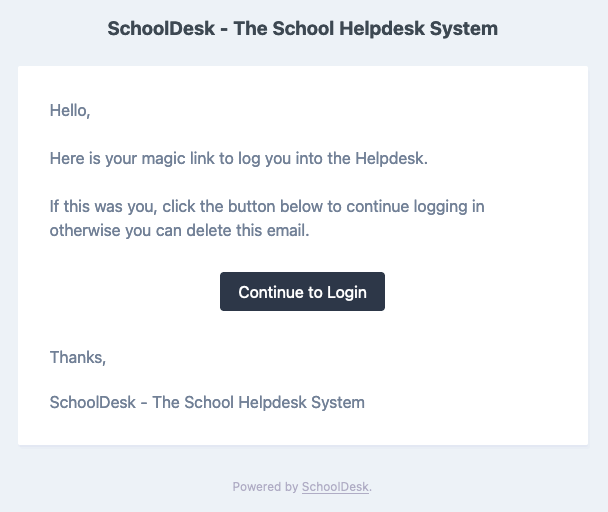 SchoolDesk - The School Helpdesk System
Hello,
Here is your magic link to log you into the Helpdesk.
If this was you, click the button below to continue logging in
otherwise you can delete this email.
Continue to Login
Thanks,
SchoolDesk - The School Helpdesk System
Powered by SchoolDesk.